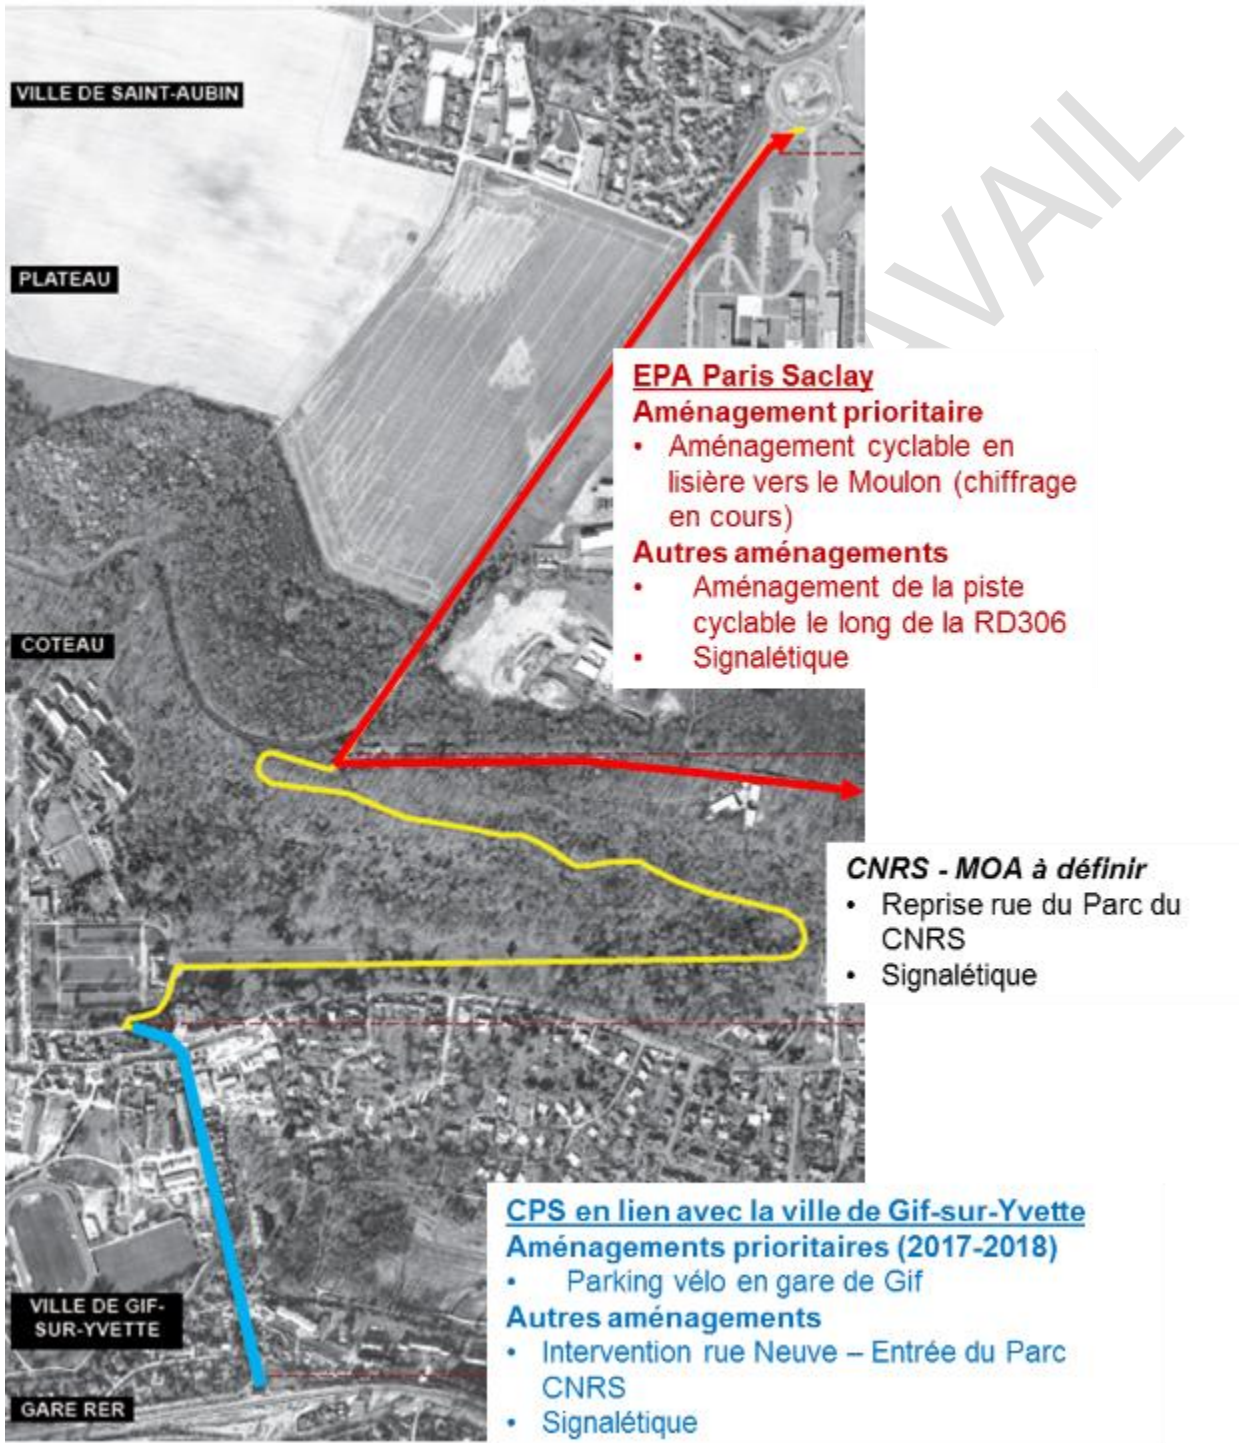 VILLE DE SAINT-AUBIN
AVAIL
PLATEAU
EPA Paris Saclay
Aménagement prioritaire
• Aménagement cyclable en
lisière vers le Moulon (chiffrage
en cours)
Autres aménagements
• Aménagement de la piste
cyclable le long de la RD306
• Signalétique
COTEAU
CNRS - MOA à définir
• Reprise rue du Parc du
CNRS
• Signalétique
CPS en lien avec la ville de Gif-sur-Yvette
Aménagements prioritaires (2017-2018)
• Parking vélo en gare de Gif
Autres aménagements
• Intervention rue Neuve – Entrée du Parc
CNRS
• Signalétique
VILLE DE GIF-
SUR-YVETTE
GARE RER